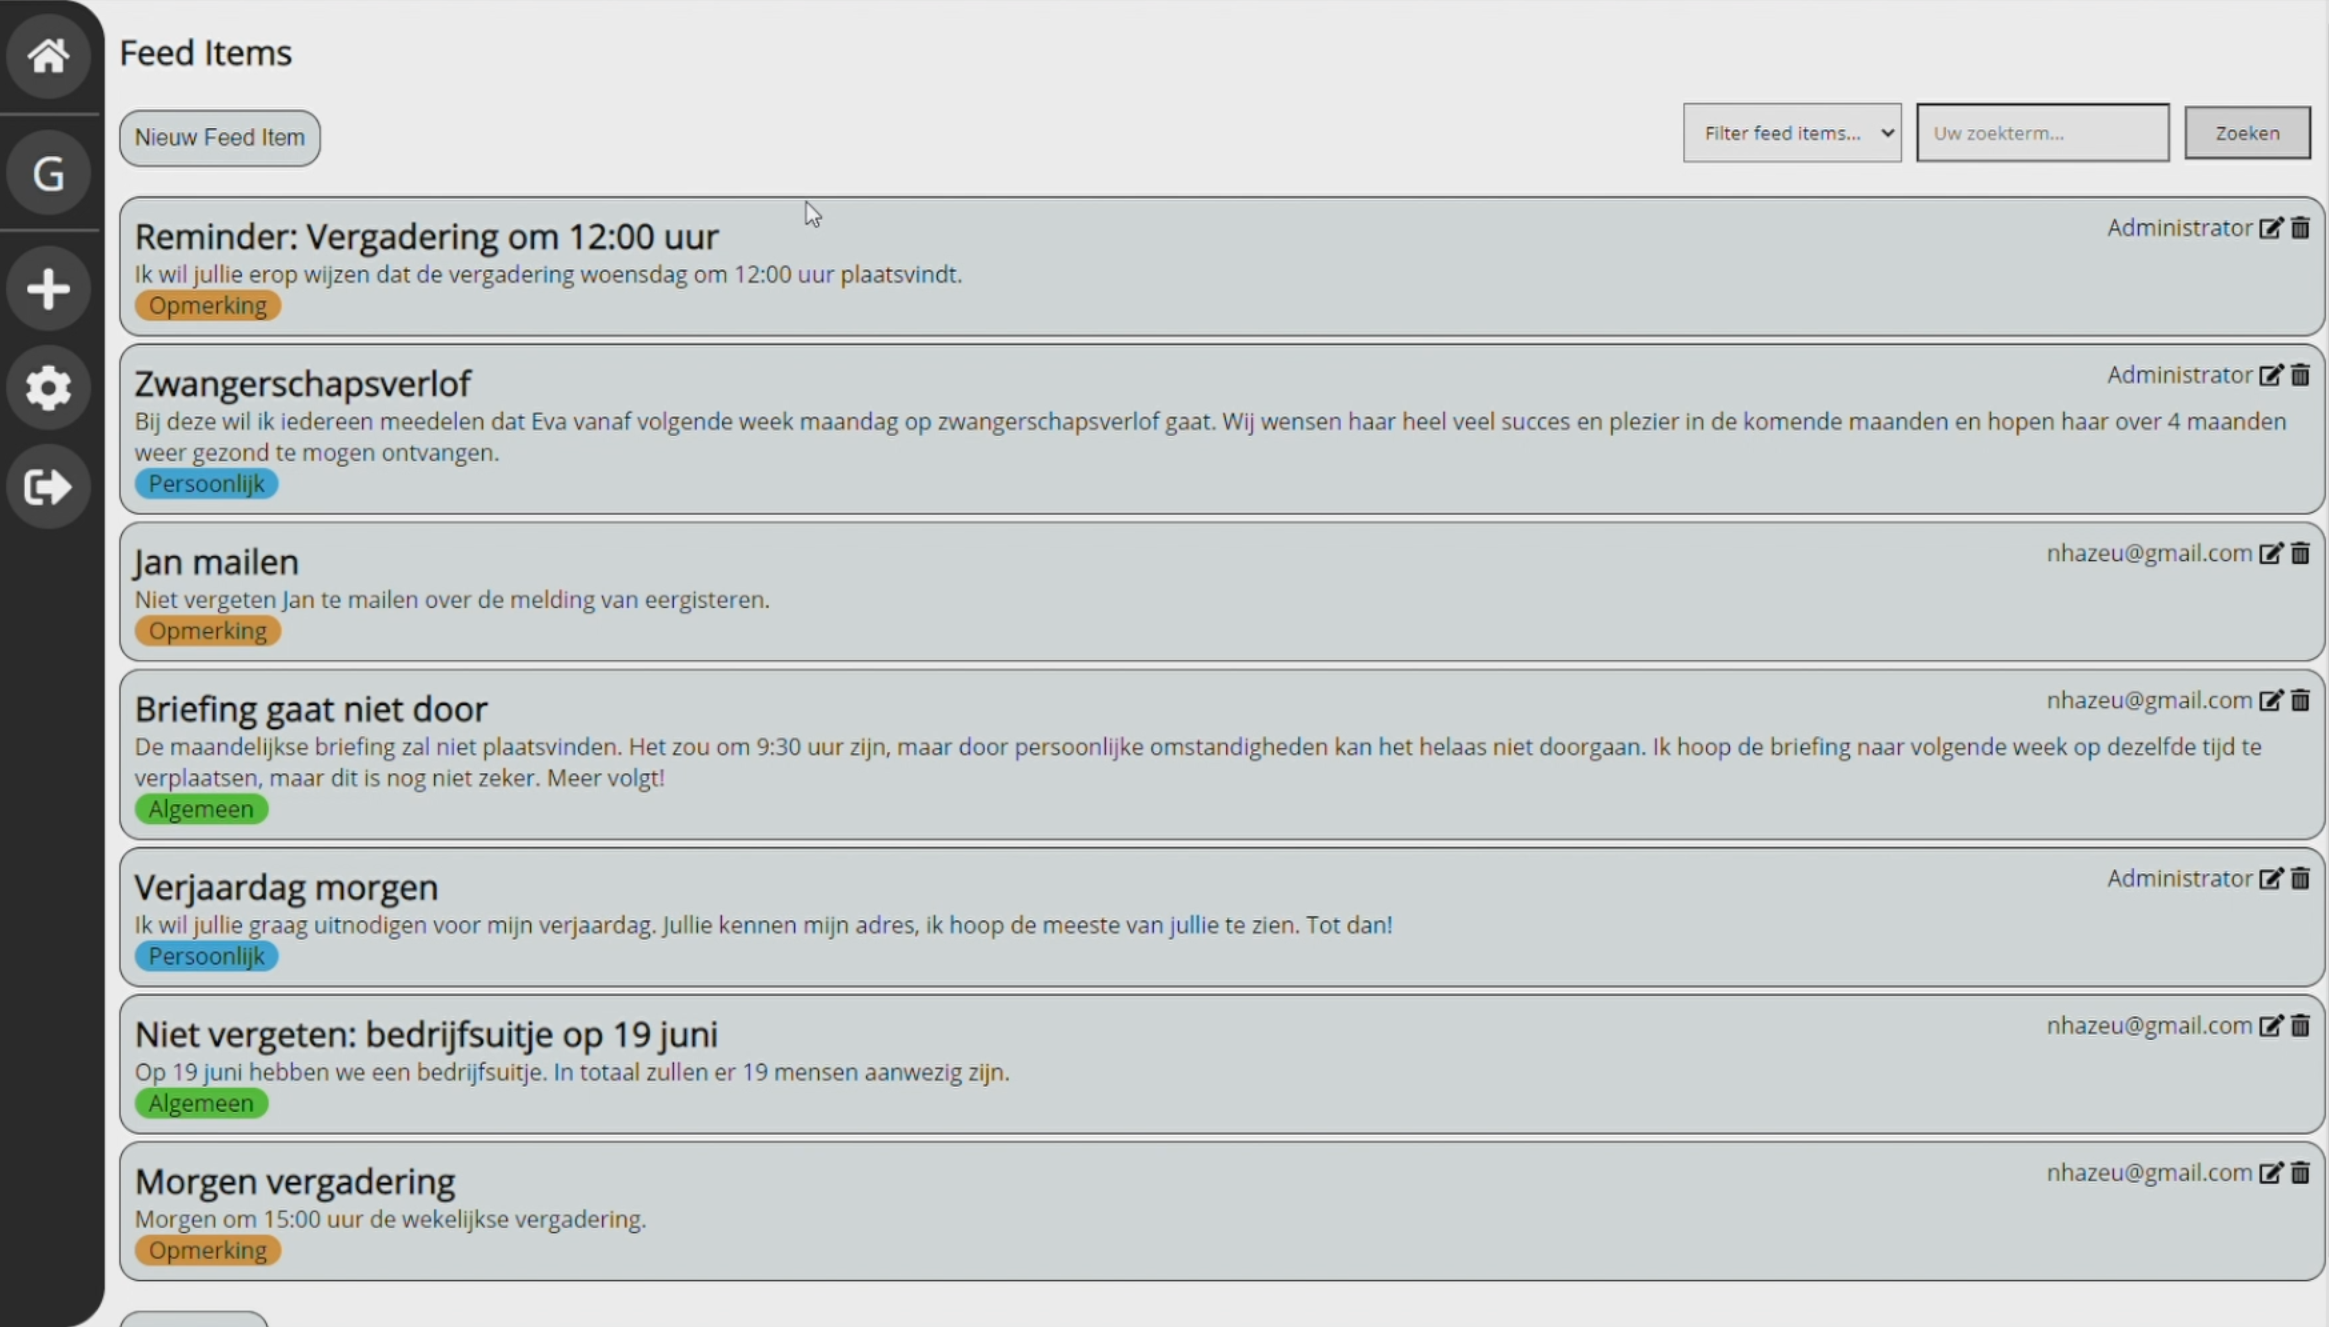 Feed Items
G
Nieuw Feed Item
Filter feed items...
Uw zoekterm...
Zoeken
Reminder: Vergadering om 12:00 uur
Administrator
Ik wil jullie erop wijzen dat de vergadering woensdag om 12:00 uur plaatsvindt.
Opmerking
Zwangerschapsverlof
Administrator
Bij deze wil ik iedereen meedelen dat Eva vanaf volgende week maandag op zwangerschapsverlof gaat. Wij wensen haar heel veel succes en plezier in de komende maanden en hopen haar over 4 maanden
weer gezond te mogen ontvangen.
Persoonlijk
Jan mailen
nhazeu@gmail.com
Niet vergeten Jan te mailen over de melding van eergisteren.
Opmerking
Briefing gaat niet door
nhazeu@gmail.com
De maandelijkse briefing zal niet plaatsvinden. Het zou om 9:30 uur zijn, maar door persoonlijke omstandigheden kan het helaas niet doorgaan. Ik hoop de briefing naar volgende week op dezelfde tijd te
verplaatsen, maar dit is nog niet zeker. Meer volgt!
Algemeen
Verjaardag morgen
Administrator
Ik wil jullie graag uitnodigen voor mijn verjaardag. Jullie kennen mijn adres, ik hoop de meeste van jullie te zien. Tot dan!
Persoonlijk
Niet vergeten: bedrijfsuitje op 19 juni
nhazeu@gmail.com
Op 19 juni hebben we een bedrijfsuitje. In totaal zullen er 19 mensen aanwezig zijn.
Algemeen
Morgen vergadering
nhazeu@gmail.com
Morgen om 15:00 uur de wekelijkse vergadering.
Opmerking